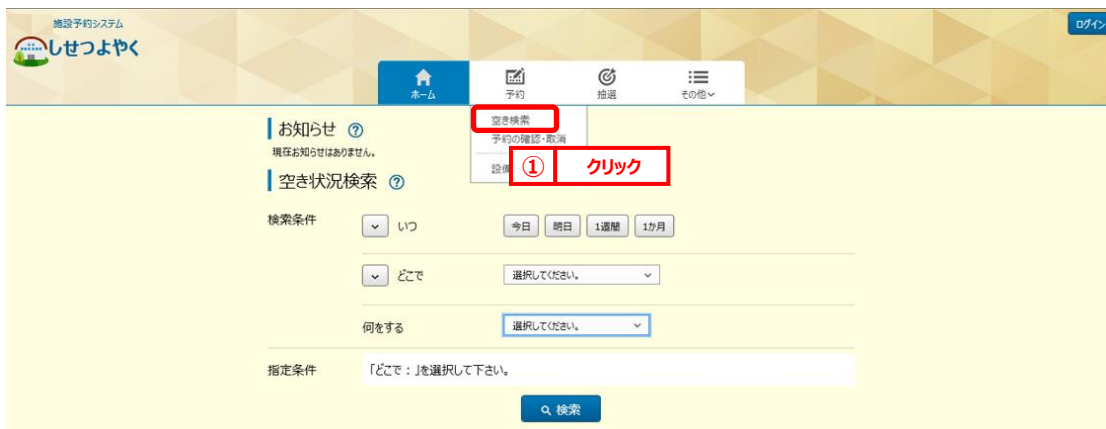 施設予約システム
しせつよやく
ログイン
ホーム
予約
抽選
その他
空き検索
予約の確認・取消
設備
① クリック
お知らせ ?
現在お知らせはありません。
空き状況検索 ?
検索条件 いつ 今日 明日 1週間 1か月
どこで 選択してください。
何をする 選択してください。
指定条件 「どこで:」を選択して下さい。
検索